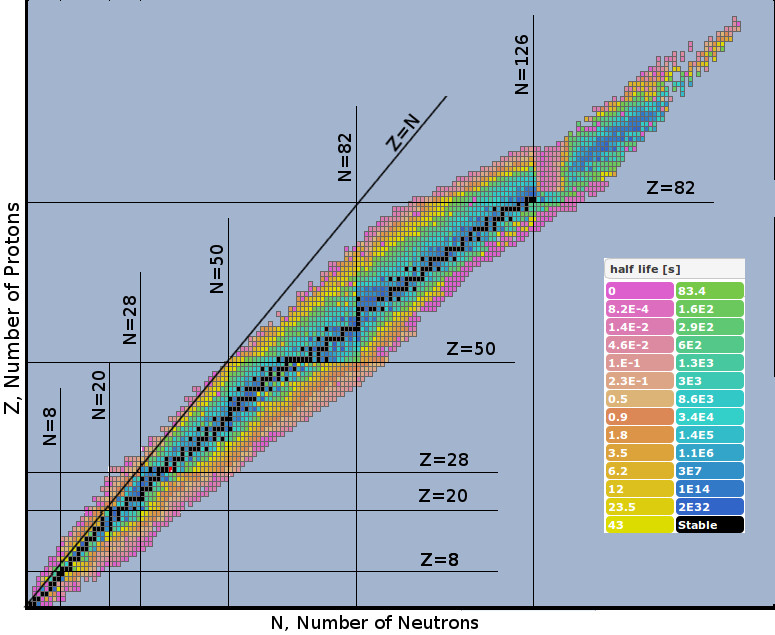 N=126
Z=N
N=82
Z=82
N=50
N=28
half life [s]
0 83.4
8.2E-4 1.6E2
1.4E-2 2.9E2
4.6E-2 6E2
1.E-1 1.3E3
2.3E-1 3E3
0.5 8.6E3
0.9 3.4E4
1.8 1.4E5
3.5 1.1E6
6.2 3E7
12 1E14
23.5 2E32
43 Stable
Z, Number of Protons
Z=50
N=20
N=8
Z=28
Z=20
Z=8
N, Number of Neutrons